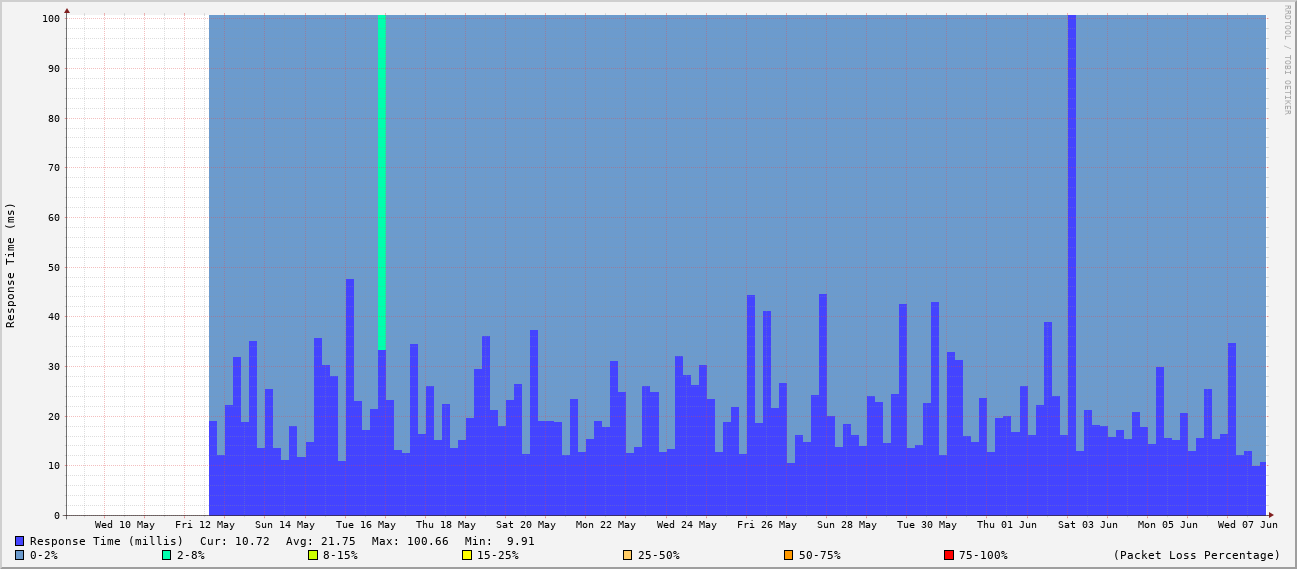 RRDTOOL / TOBI OETIKER
Response Time (ms)
100
90
80
70
60
50
40
30
20
10
0
Wed 10 May Fri 12 May Sun 14 May Tue 16 May Thu 18 May Sat 20 May Mon 22 May Wed 24 May Fri 26 May Sun 28 May Tue 30 May Thu 01 Jun Sat 03 Jun Mon 05 Jun Wed 07 Jun
Response Time (millis) Cur: 10.72 Avg: 21.75 Max: 100.66 Min: 9.91
0-2% 2-8% 8-15% 15-25% 25-50% 50-75% 75-100% (Packet Loss Percentage)